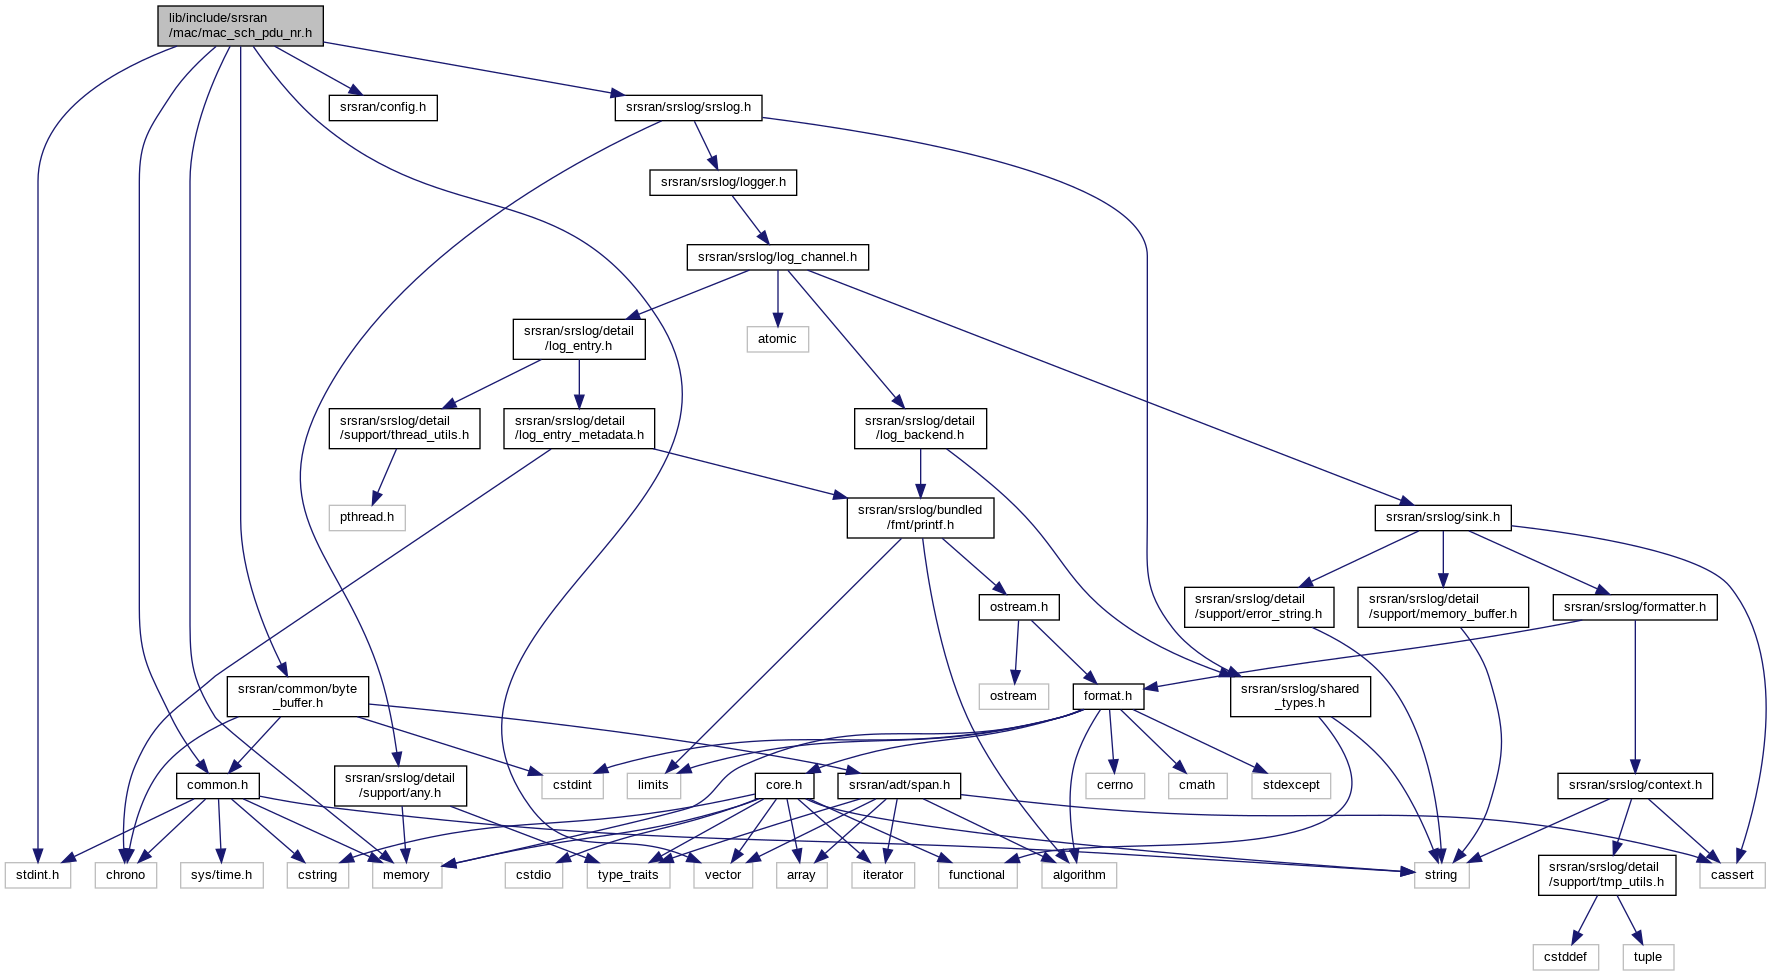 lib/include/srsran
/mac/mac_sch_pdu_nr.h
srsran/config.h
srsran/srslog/srslog.h
srsran/srslog/logger.h
srsran/srslog/log_channel.h
srsran/srslog/detail
/log_entry.h
atomic
srsran/srslog/detail
/support/thread_utils.h
srsran/srslog/detail
/log_entry_metadata.h
srsran/srslog/detail
/log_backend.h
pthread.h
srsran/srslog/bundled
/fmt/printf.h
srsran/srslog/sink.h
ostream.h
srsran/srslog/detail
/support/error_string.h
srsran/srslog/detail
/support/memory_buffer.h
srsran/srslog/formatter.h
srsran/common/byte
_buffer.h
ostream
format.h
srsran/srslog/shared
_types.h
common.h
srsran/srslog/detail
/support/any.h
cstdint
limits
core.h
srsran/adt/span.h
cerrno
cmath
stdexcept
srsran/srslog/context.h
stdint.h
chrono
sys/time.h
cstring
memory
cstdio
type_traits
vector
array
iterator
functional
algorithm
string
srsran/srslog/detail
/support/tmp_utils.h
cassert
cstddef
tuple